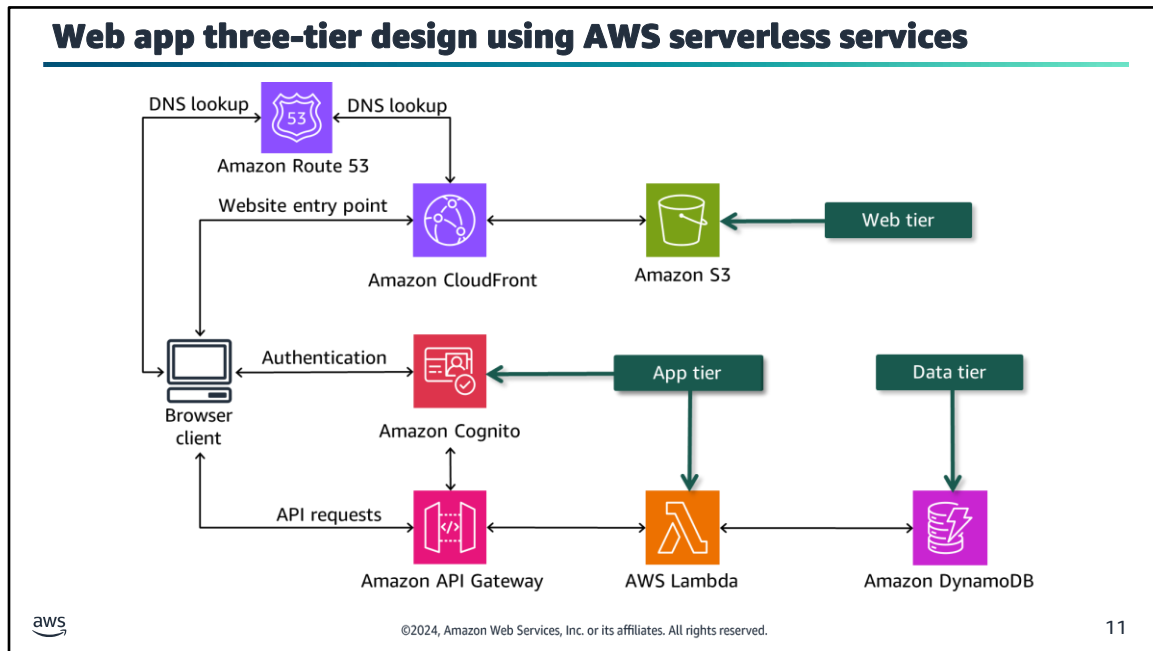 Web app three-tier design using AWS serverless services
DNS lookup
53
DNS lookup
Amazon Route 53
Website entry point
Amazon CloudFront
Amazon S3
Web tier
Browser
client
Authentication
Amazon Cognito
App tier
Data tier
API requests
</>
Amazon API Gateway
AWS Lambda
Amazon DynamoDB
aws
©2024, Amazon Web Services, Inc. or its affiliates. All rights reserved.
11